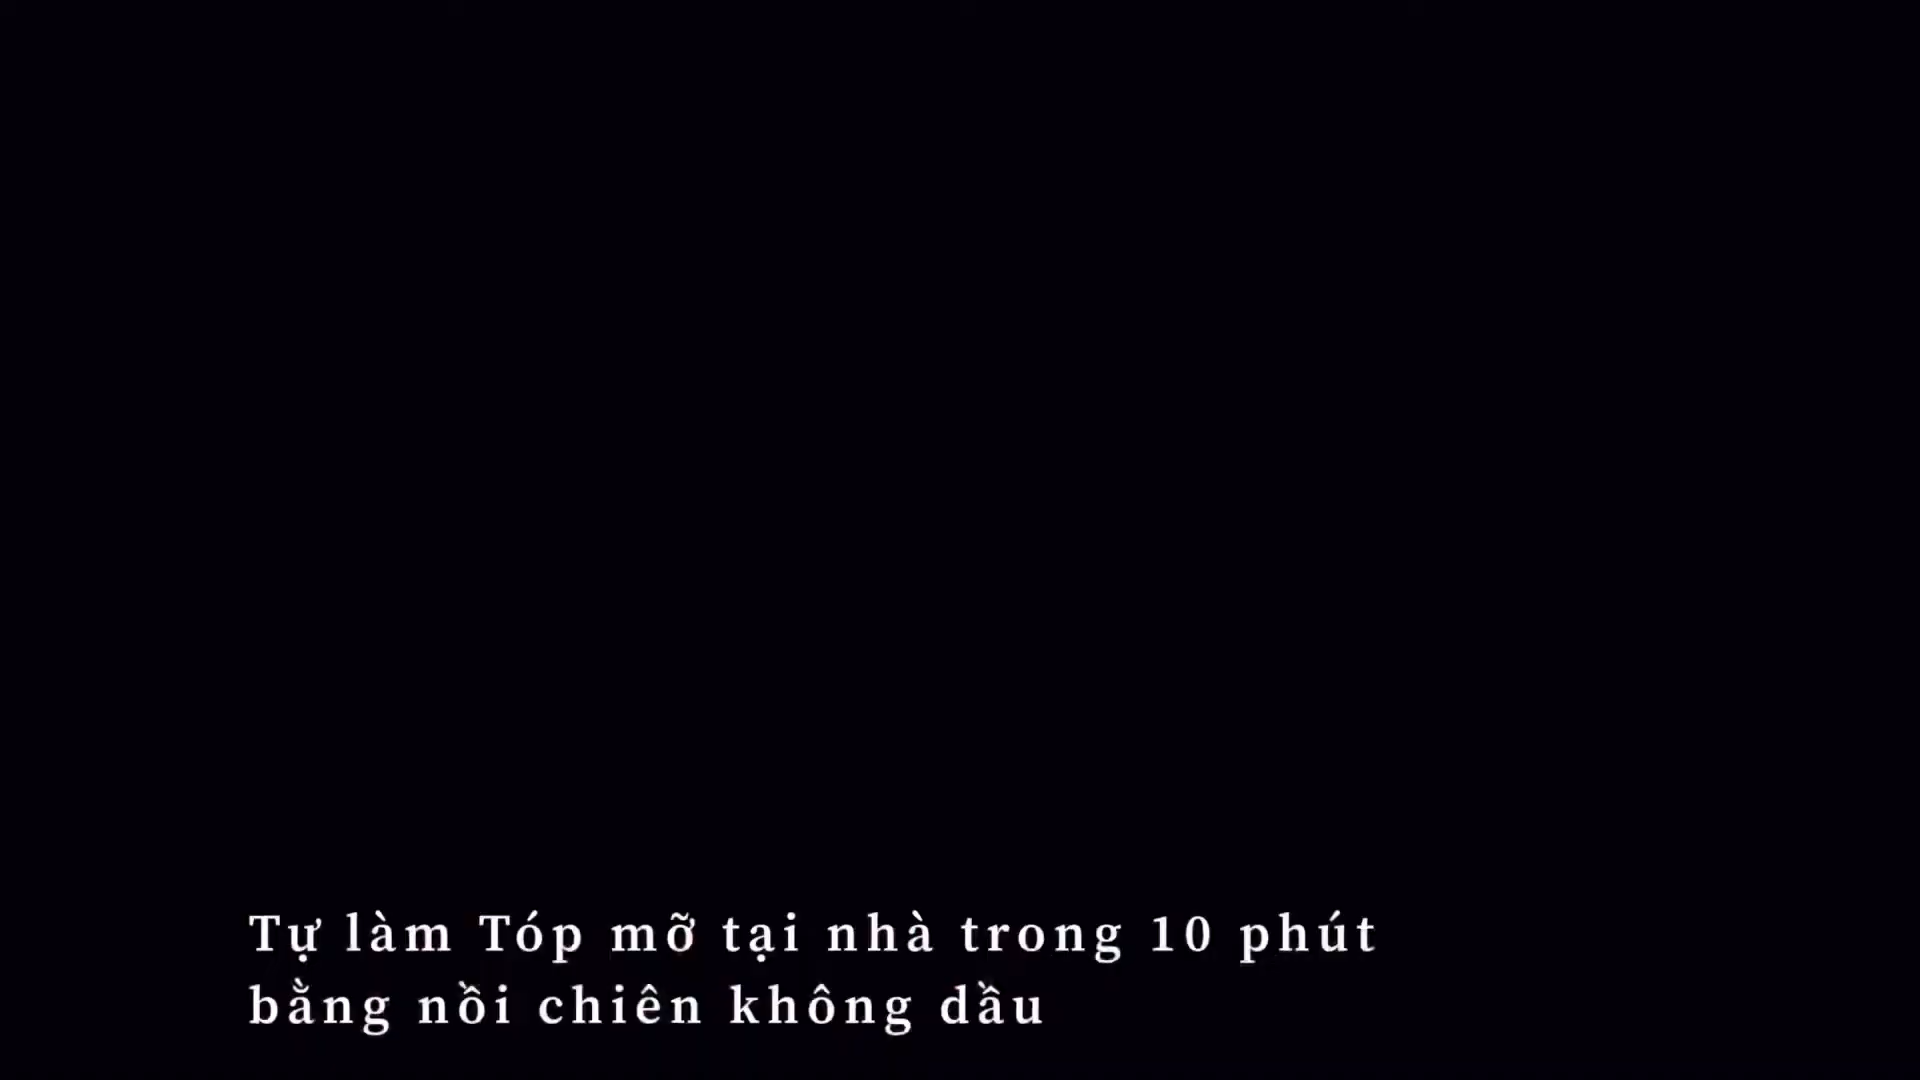 Tự làm Tóp mỡ tại nhà trong 10 phút
bằng nồi chiên không dầu